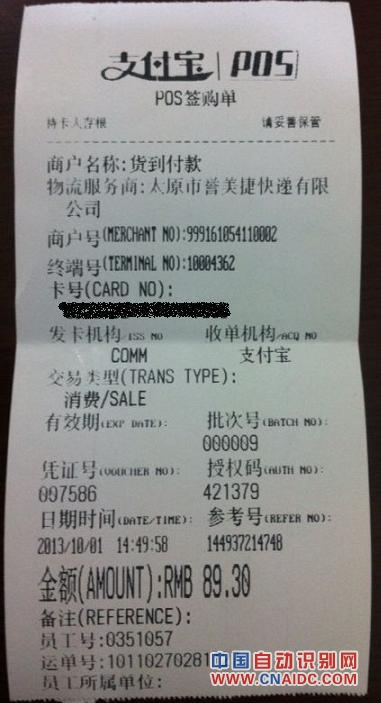 支付宝 | POS
POS签购单
持卡人存根 请妥善保管
商户名称:货到付款
物流服务商:太原市誉美捷快递有限
公司
商户号(MERCHANT NO):999161054110002
终端号(TERMINAL NO):10004362
卡号(CARD NO):
发卡机构/ISS NO 收单机构/ACQ NO
COMM 支付宝
交易类型(TRANS TYPE):
消费/SALE
有效期(EXP DATE): 批次号(BATCH NO):
000009
凭证号(VOUCHER NO): 授权码(AUTH NO):
007586 421379
日期时间(DATE/TIME): 参考号(REFER NO):
2013/10/01 14:49:58 144937214748
金额(AMOUNT):RMB 89.30
备注(REFERENCE):
员工号:0351057
运单号:10110270281
员工所属单位:
中国自动识别网
WWW.CNAIDC.COM